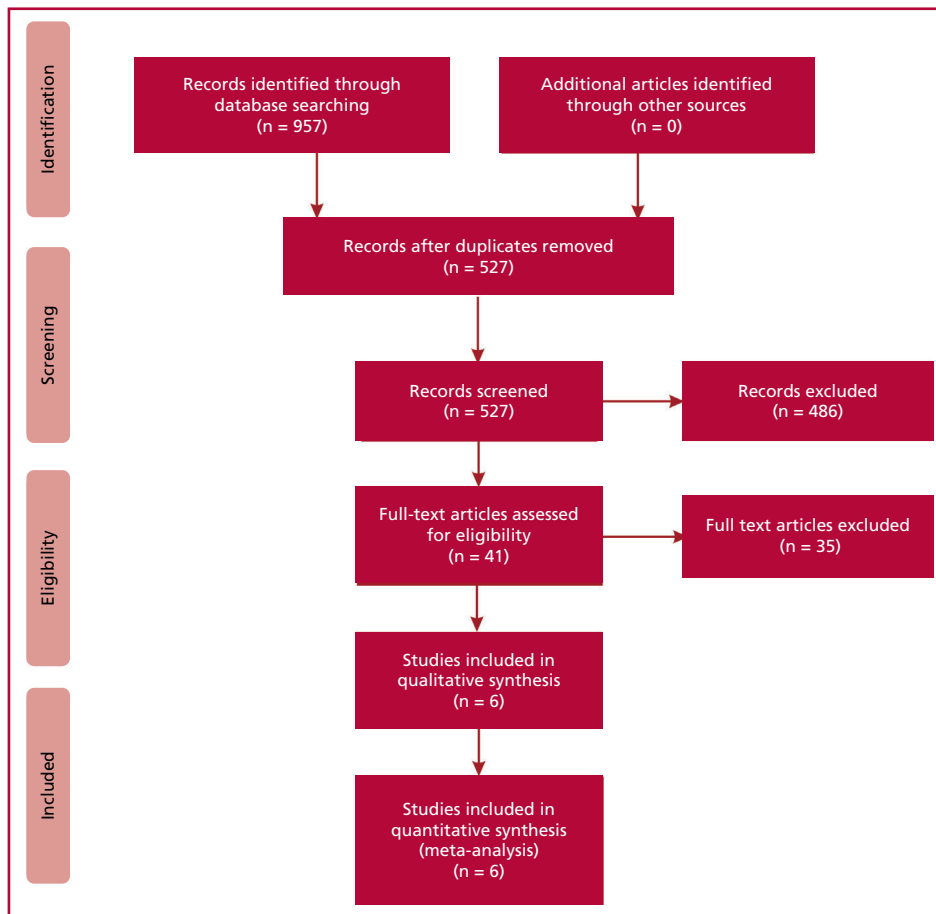 Identification
Records identified through
database searching
(n = 957)
Additional articles identified
through other sources
(n = 0)
Records after duplicates removed
(n = 527)
Screening
Records screened
(n = 527)
Records excluded
(n = 486)
Eligibility
Full-text articles assessed
for eligibility
(n = 41)
Full text articles excluded
(n = 35)
Studies included in
qualitative synthesis
(n = 6)
Included
Studies included in
quantitative synthesis
(meta-analysis)
(n = 6)